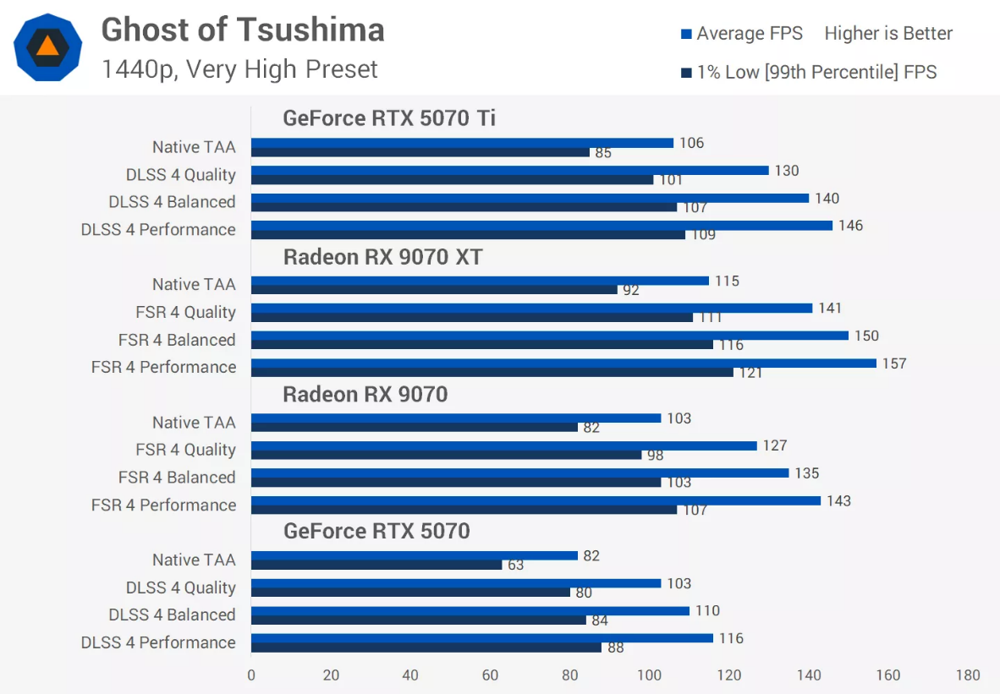 Ghost of Tsushima
1440p, Very High Preset
Average FPS Higher is Better
1% Low [99th Percentile] FPS
GeForce RTX 5070 Ti
Native TAA 106 85
DLSS 4 Quality 130 101
DLSS 4 Balanced 140 107
DLSS 4 Performance 146 109
Radeon RX 9070 XT
Native TAA 115 92
FSR 4 Quality 141 111
FSR 4 Balanced 150 116
FSR 4 Performance 157 121
Radeon RX 9070
Native TAA 103 82
FSR 4 Quality 127 98
FSR 4 Balanced 135 103
FSR 4 Performance 143 107
GeForce RTX 5070
Native TAA 82 63
DLSS 4 Quality 103 80
DLSS 4 Balanced 110 84
DLSS 4 Performance 116 88
0 20 40 60 80 100 120 140 160 180